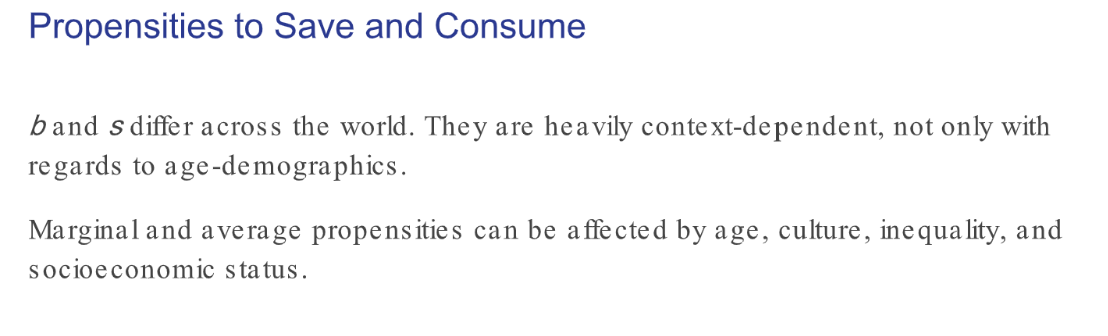 Propensities to Save and Consume
b and s differ across the world. They are heavily context-dependent, not only with
regards to age-demographics.
Marginal and average propensities can be affected by age, culture, inequality, and
socioeconomic status.